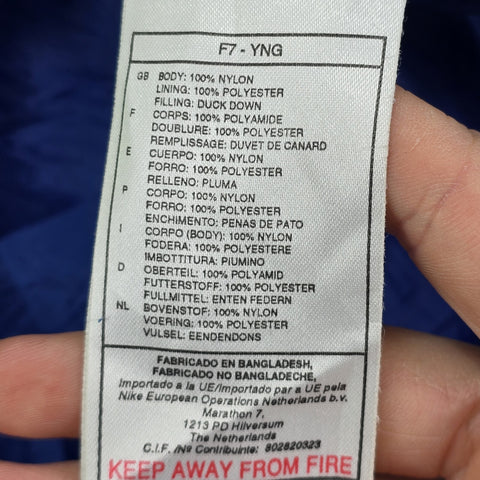 F7 - YNG
GB BODY: 100% NYLON
LINING: 100% POLYESTER
FILLING: DUCK DOWN
F CORPS: 100% POLYAMIDE
DOUBLURE: 100% POLYESTER
REMPLISSAGE: DUVET DE CANARD
E CUERPO: 100% NYLON
FORRO: 100% POLYESTER
RELLENO: PLUMA
P CORPO: 100% NYLON
FORRO: 100% POLYESTER
ENCHIMENTO: PENAS DE PATO
I CORPO (BODY): 100% NYLON
FODERA: 100% POLYESTERE
IMBOTTITURA: PIUMINO
D OBERTEIL: 100% POLYAMID
FUTTERSTOFF: 100% POLYESTER
FULLMITTEL: ENTEN FEDERN
NL BOVENSTOF: 100% NYLON
VOERING: 100% POLYESTER
VULSEL: EENDENDONS
FABRICADO EN BANGLADESH,
FABRICADO NO BANGLADECHE,
Importado a la UE/Importado par a UE pela
Nike European Operations Netherlands b.v.
Marathon 7,
1213 PD Hilversum
The Netherlands
C.I.F. /Nº Contribuinte: 802820323
KEEP AWAY FROM FIRE